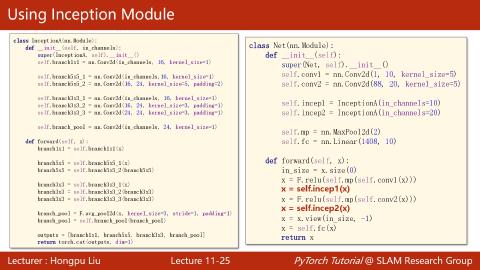 Using Inception Module
class InceptionA(nn.Module):
def __init__(self, in_channels):
super(InceptionA, self).__init__()
self.branch1x1 = nn.Conv2d(in_channels, 16, kernel_size=1)
self.branch5x5_1 = nn.Conv2d(in_channels,16, kernel_size=1)
self.branch5x5_2 = nn.Conv2d(16, 24, kernel_size=5, padding=2)
self.branch3x3_1 = nn.Conv2d(in_channels, 16, kernel_size=1)
self.branch3x3_2 = nn.Conv2d(16, 24, kernel_size=3, padding=1)
self.branch3x3_3 = nn.Conv2d(24, 24, kernel_size=3, padding=1)
self.branch_pool = nn.Conv2d(in_channels, 24, kernel_size=1)
def forward(self, x):
branch1x1 = self.branch1x1(x)
branch5x5 = self.branch5x5_1(x)
branch5x5 = self.branch5x5_2(branch5x5)
branch3x3 = self.branch3x3_1(x)
branch3x3 = self.branch3x3_2(branch3x3)
branch3x3 = self.branch3x3_3(branch3x3)
branch_pool = F.avg_pool2d(x, kernel_size=3, stride=1, padding=1)
branch_pool = self.branch_pool(branch_pool)
outputs = [branch1x1, branch5x5, branch3x3, branch_pool]
return torch.cat(outputs, dim=1)
class Net(nn.Module):
def __init__(self):
super(Net, self).__init__()
self.conv1 = nn.Conv2d(1, 10, kernel_size=5)
self.conv2 = nn.Conv2d(88, 20, kernel_size=5)
self.incep1 = InceptionA(in_channels=10)
self.incep2 = InceptionA(in_channels=20)
self.mp = nn.MaxPool2d(2)
self.fc = nn.Linear(1408, 10)
def forward(self, x):
in_size = x.size(0)
x = F.relu(self.mp(self.conv1(x)))
x = self.incep1(x)
x = F.relu(self.mp(self.conv2(x)))
x = self.incep2(x)
x = x.view(in_size, -1)
x = self.fc(x)
return x
Lecturer : Hongpu Liu
Lecture 11-25
PyTorch Tutorial @ SLAM Research Group